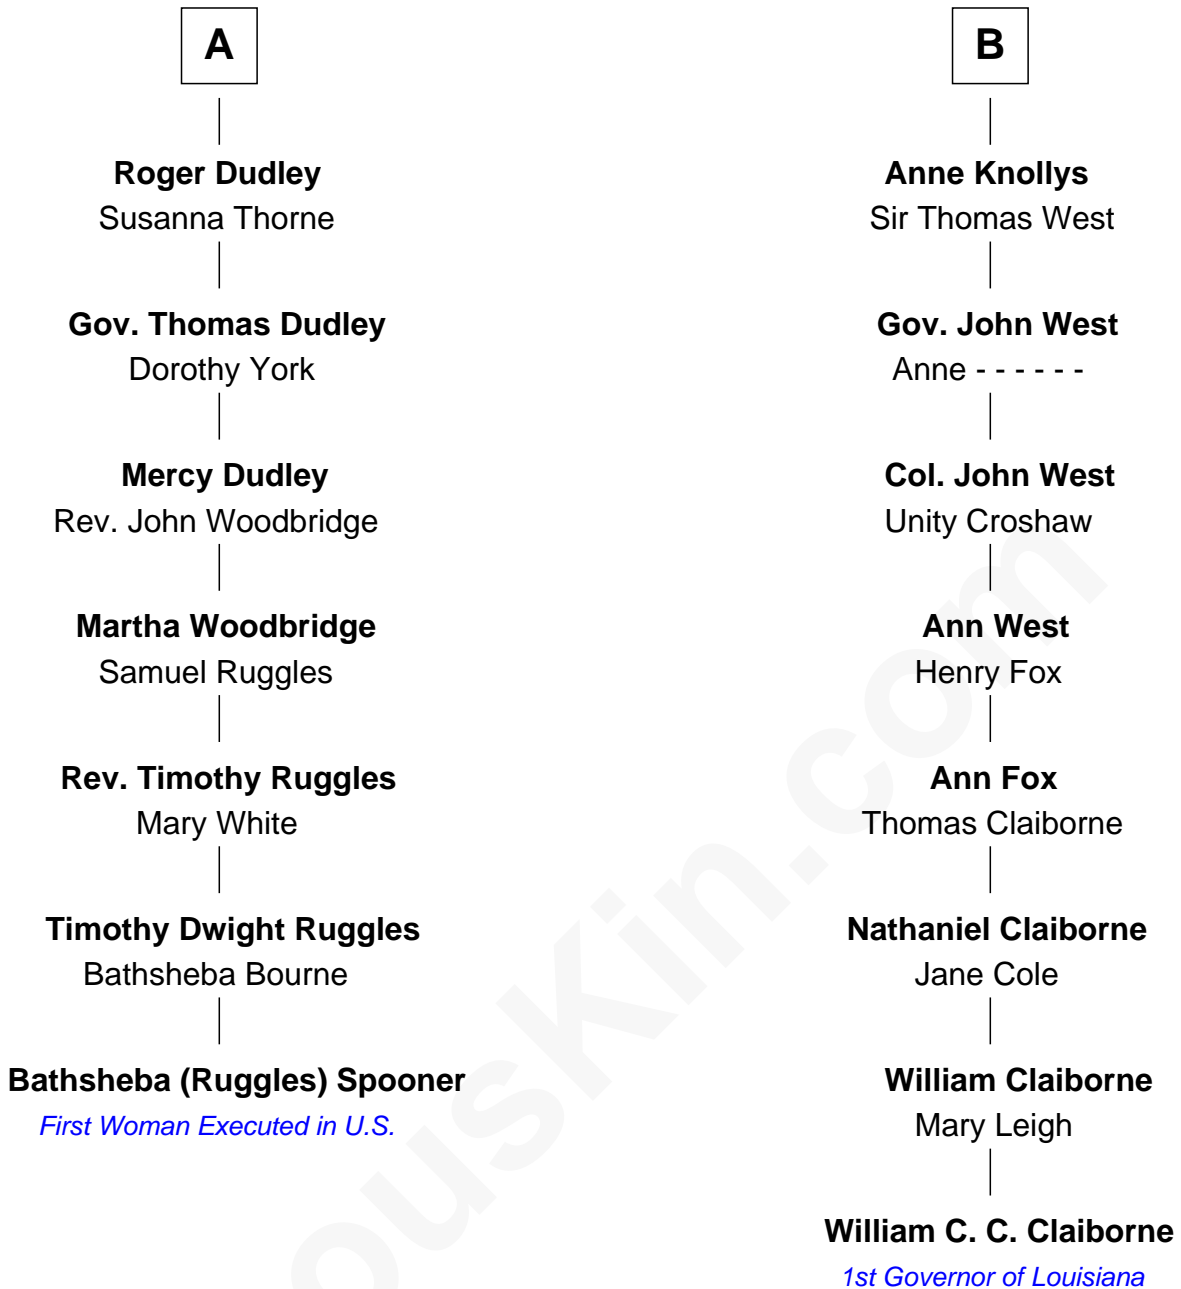 A
Roger Dudley
Susanna Thorne
Gov. Thomas Dudley
Dorothy York
Mercy Dudley
Rev. John Woodbridge
Martha Woodbridge
Samuel Ruggles
Rev. Timothy Ruggles
Mary White
Timothy Dwight Ruggles
Bathsheba Bourne
Bathsheba (Ruggles) Spooner
First Woman Executed in U.S.
B
Anne Knollys
Sir Thomas West
Gov. John West
Anne - - - - - -
Col. John West
Unity Croshaw
Ann West
Henry Fox
Ann Fox
Thomas Claiborne
Nathaniel Claiborne
Jane Cole
William Claiborne
Mary Leigh
William C. C. Claiborne
1st Governor of Louisiana
ousKin.com